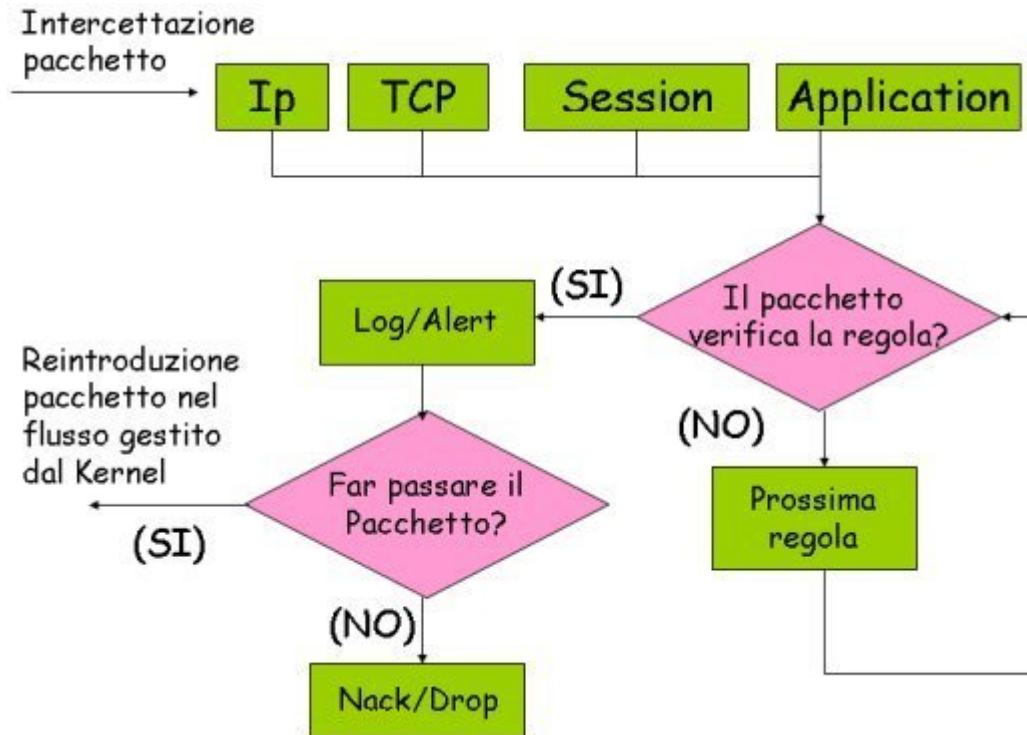 Intercettazione
pacchetto
Ip
TCP
Session
Application
(SI)
Il pacchetto
verifica la regola?
Log/Alert
Reintroduzione
pacchetto nel
flusso gestito
dal Kernel
(NO)
Far passare il
Pacchetto?
Prossima
regola
(SI)
(NO)
Nack/Drop